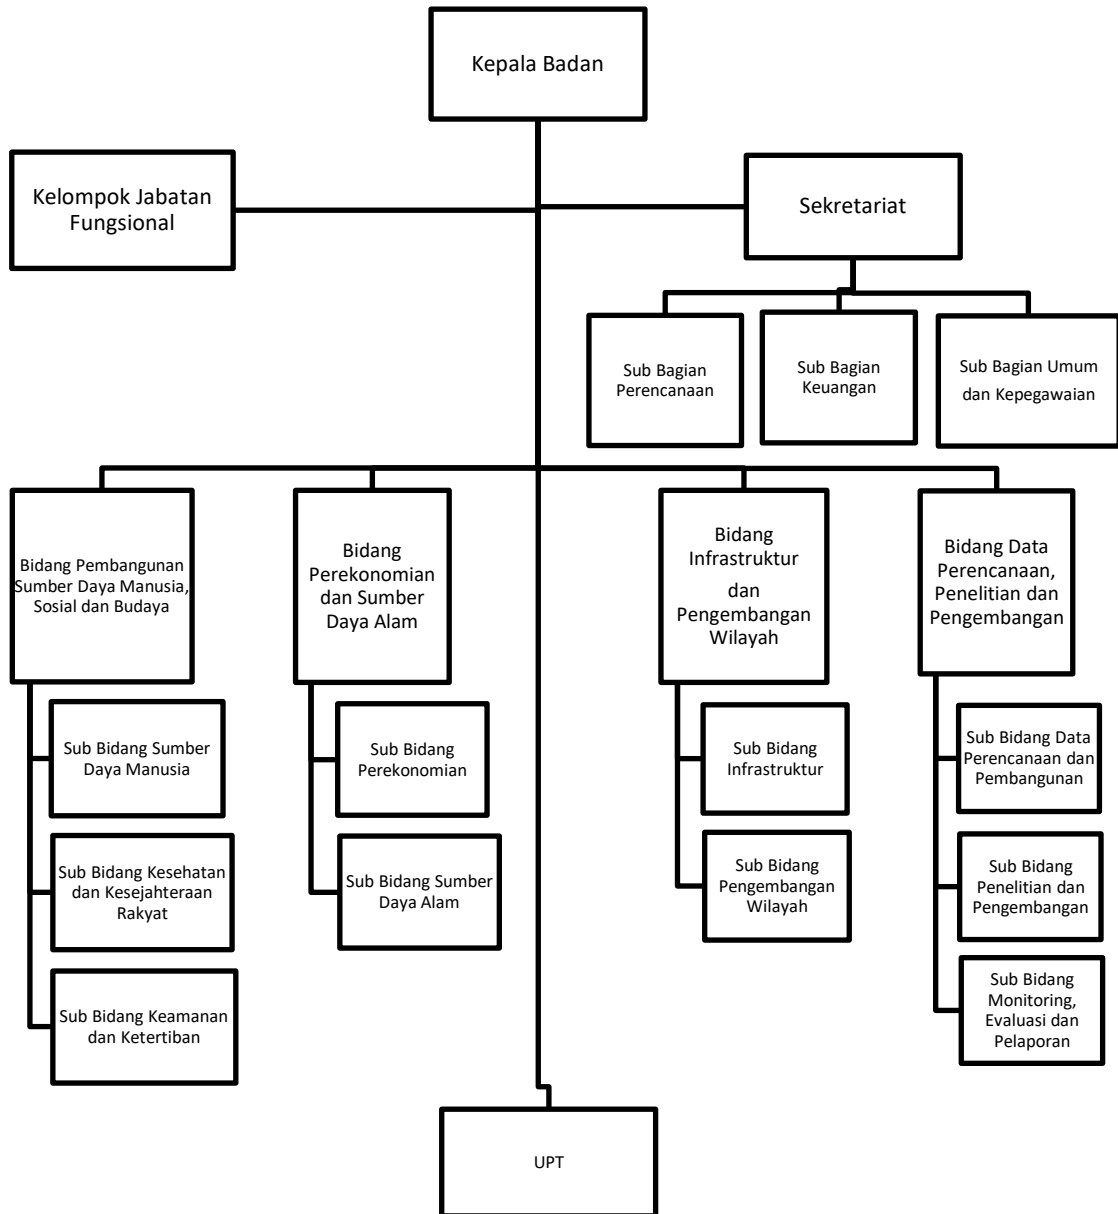 Kepala Badan
Kelompok Jabatan
Fungsional
Sekretariat
Sub Bagian
Perencanaan
Sub Bagian
Keuangan
Sub Bagian Umum
dan Kepegawaian
Bidang Pembangunan
Sumber Daya Manusia,
Sosial dan Budaya
Bidang
Perekonomian
dan Sumber
Daya Alam
Bidang
Infrastruktur
dan
Pengembangan
Wilayah
Bidang Data
Perencanaan,
Penelitian dan
Pengembangan
Sub Bidang Sumber
Daya Manusia
Sub Bidang Kesehatan
dan Kesejahteraan
Rakyat
Sub Bidang Keamanan
dan Ketertiban
Sub Bidang
Perekonomian
Sub Bidang Sumber
Daya Alam
Sub Bidang
Infrastruktur
Sub Bidang
Pengembangan
Wilayah
Sub Bidang Data
Perencanaan dan
Pembangunan
Sub Bidang
Penelitian dan
Pengembangan
Sub Bidang
Monitoring,
Evaluasi dan
Pelaporan
UPT